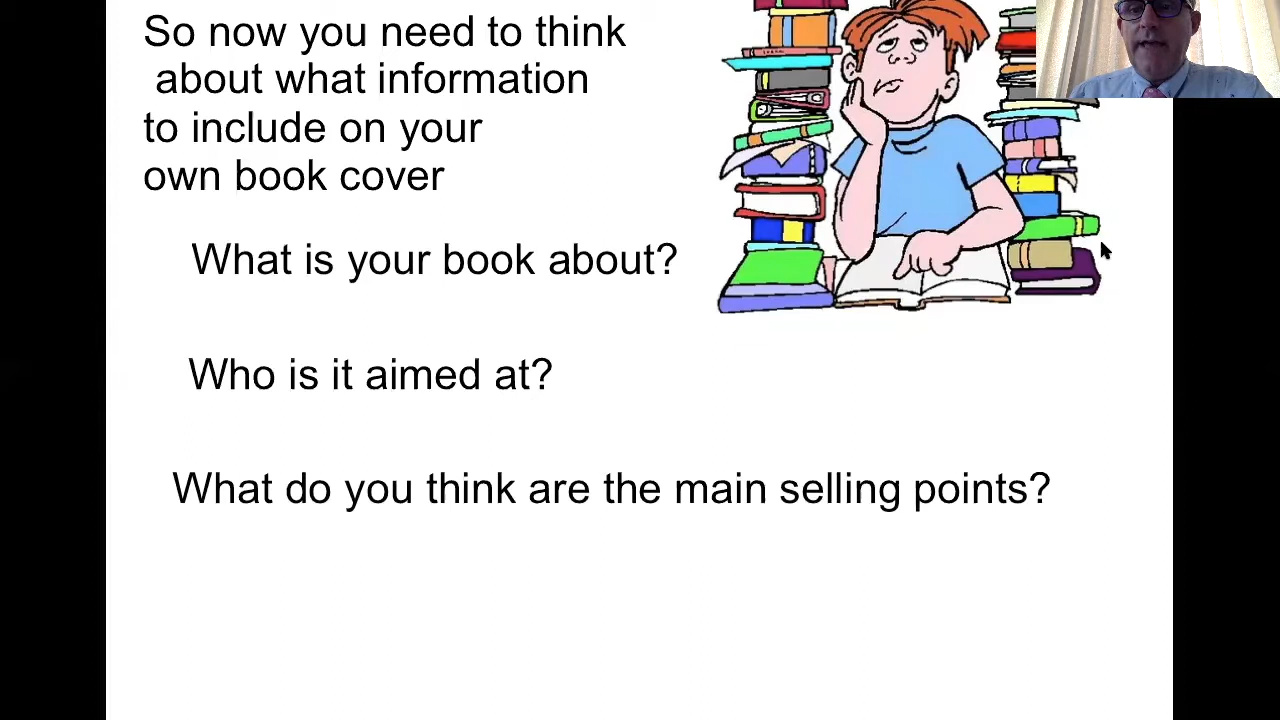 So now you need to think
about what information
to include on your
own book cover
What is your book about?
Who is it aimed at?
What do you think are the main selling points?